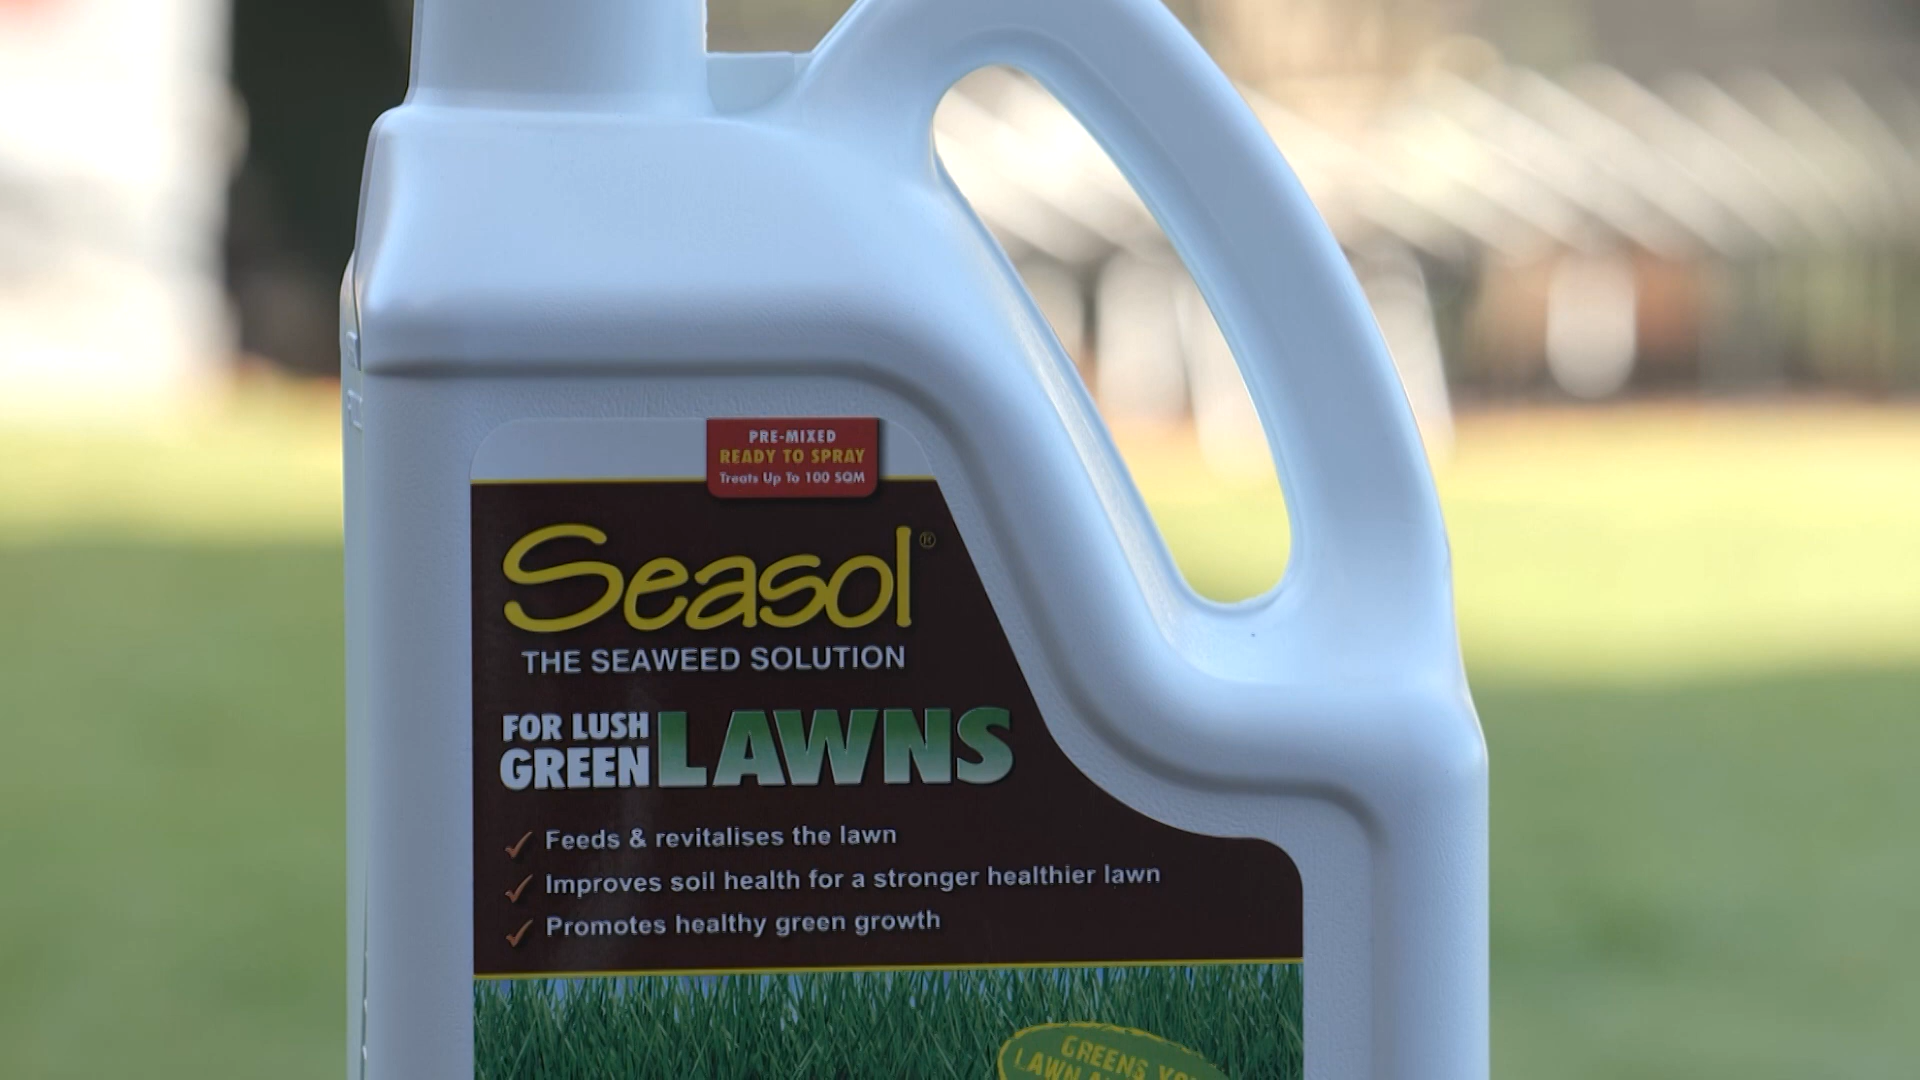 PRE-MIXED
READY TO SPRAY
Treats Up To 100 SQM
Seasol®
THE SEAWEED SOLUTION
FOR LUSH
GREEN LAWNS
Feeds & revitalises the lawn
Improves soil health for a stronger healthier lawn
Promotes healthy green growth
GREENS
LAWN